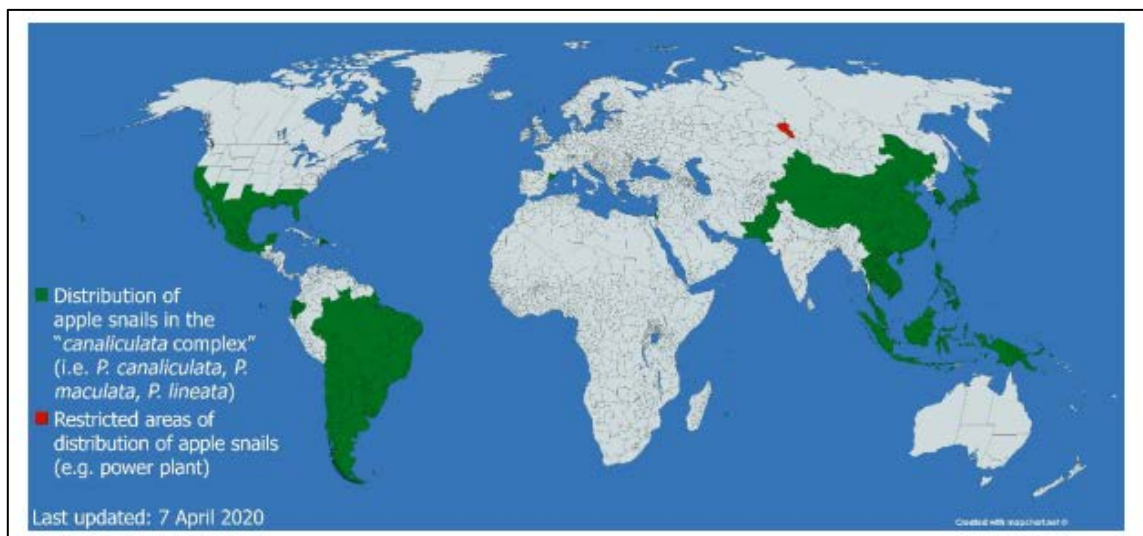 Distribution of
apple snails in the
"canaliculata complex"
(i.e. P. canaliculata, P.
maculata, P. lineata)
Restricted areas of
distribution of apple snails
(e.g. power plant)
Last updated: 7 April 2020
Created with mapchart.net ©